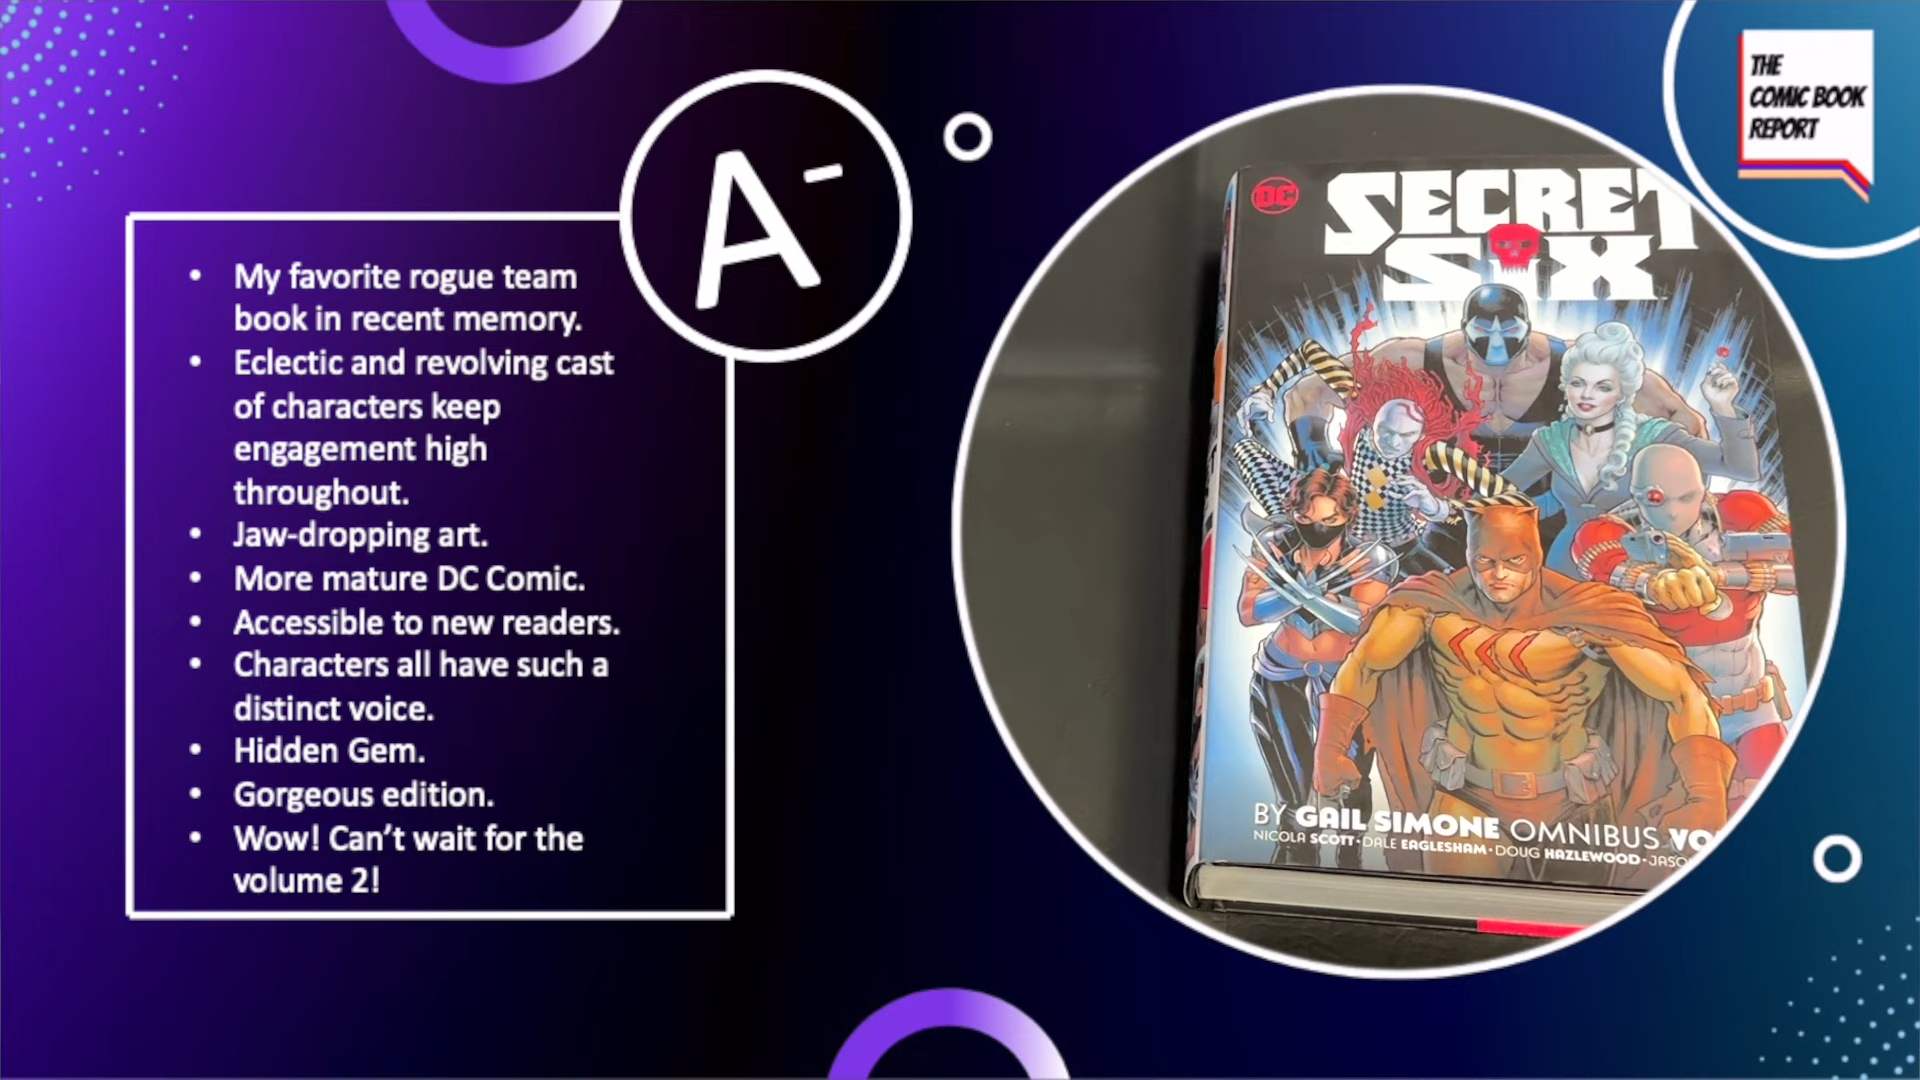 THE
COMIC BOOK
REPORT
A-
• My favorite rogue team
book in recent memory.
• Eclectic and revolving cast
of characters keep
engagement high
throughout.
• Jaw-dropping art.
• More mature DC Comic.
• Accessible to new readers.
• Characters all have such a
distinct voice.
• Hidden Gem.
• Gorgeous edition.
• Wow! Can’t wait for the
volume 2!
DC
SECRET
SIX
BY GAIL SIMONE OMNIBUS
NICOLA SCOTT • DALE EAGLESHAM • DOUG HAZLEWOOD •